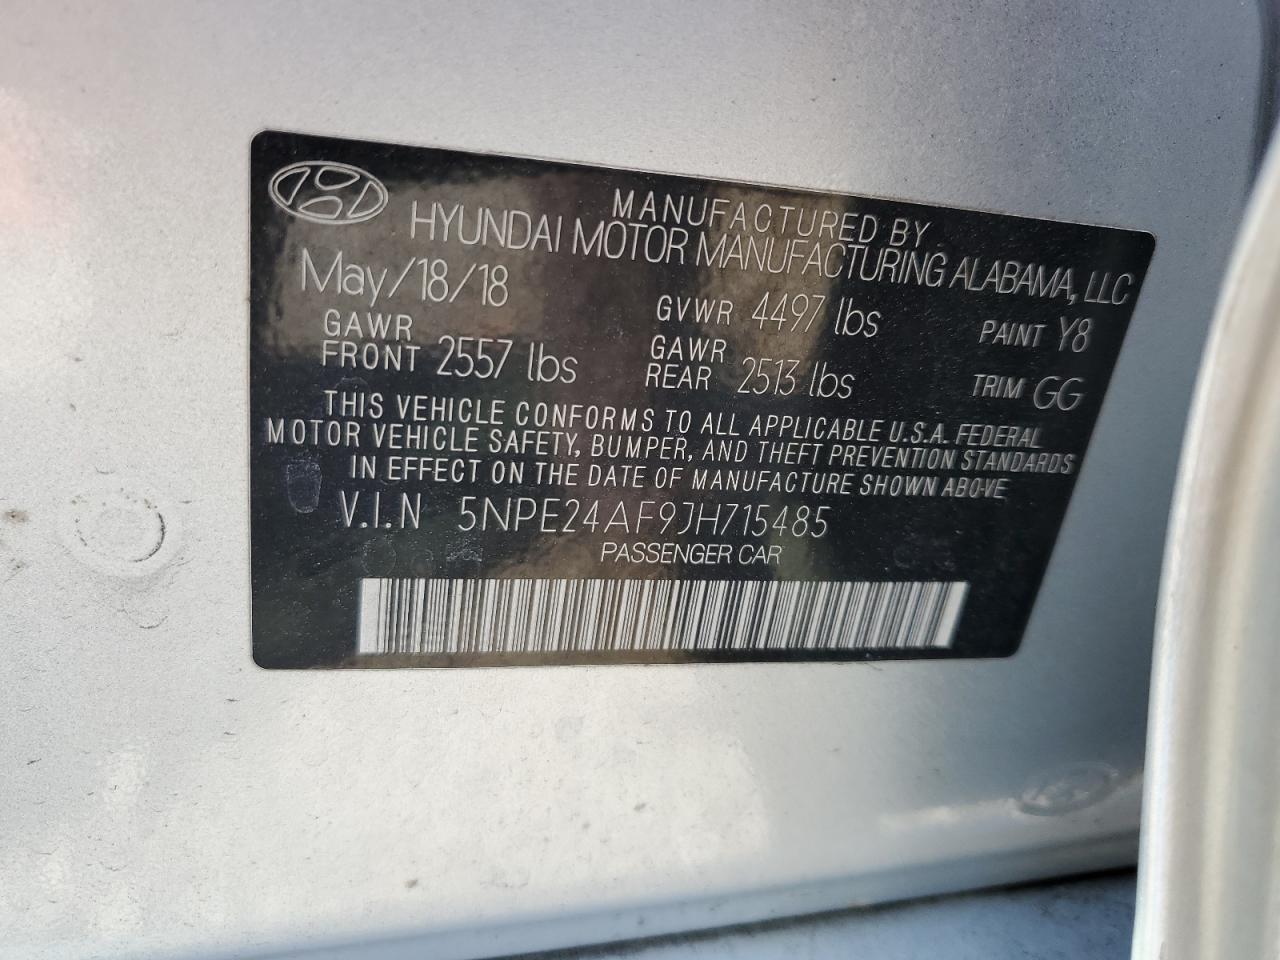 MANUFACTURED BY
HYUNDAI MOTOR MANUFACTURING ALABAMA, LLC
May/18/18 GVWR 4497 lbs PAINT Y8
GAWR FRONT 2557 lbs GAWR REAR 2513 lbs TRIM GG
THIS VEHICLE CONFORMS TO ALL APPLICABLE U.S.A. FEDERAL
MOTOR VEHICLE SAFETY, BUMPER, AND THEFT PREVENTION STANDARDS
IN EFFECT ON THE DATE OF MANUFACTURE SHOWN ABOVE
V.I.N 5NPE24AF9JH715485
PASSENGER CAR